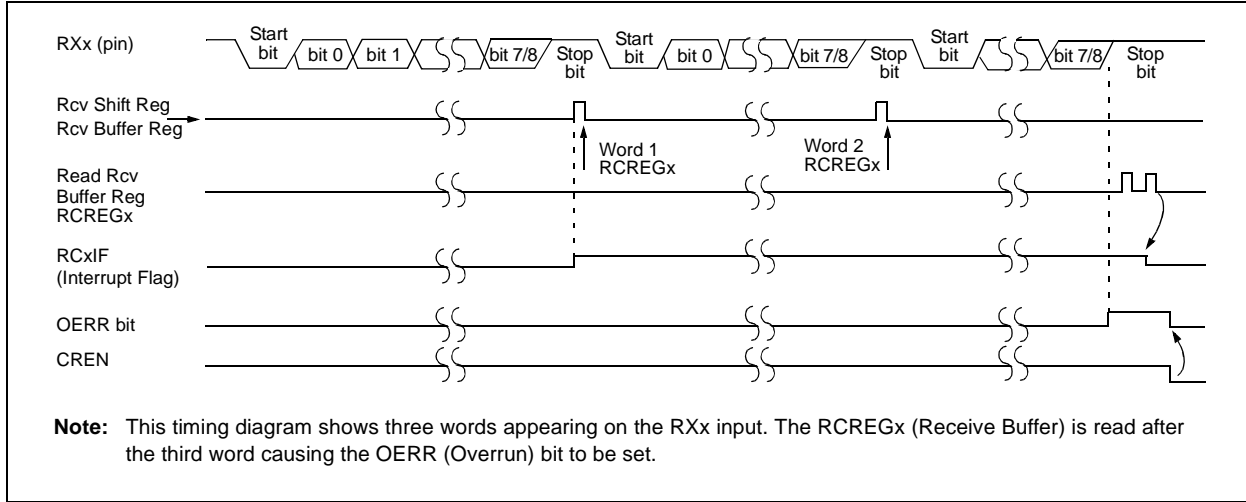 RXx (pin)
Start bit
bit 0
bit 1
bit 7/8
Stop bit
Start bit
bit 0
bit 7/8
Stop bit
Start bit
bit 7/8
Stop bit
Rcv Shift Reg
Rcv Buffer Reg
Word 1
RCREGx
Word 2
RCREGx
Read Rcv
Buffer Reg
RCREGx
RCxIF
(Interrupt Flag)
OERR bit
CREN
Note: This timing diagram shows three words appearing on the RXx input. The RCREGx (Receive Buffer) is read after
the third word causing the OERR (Overrun) bit to be set.